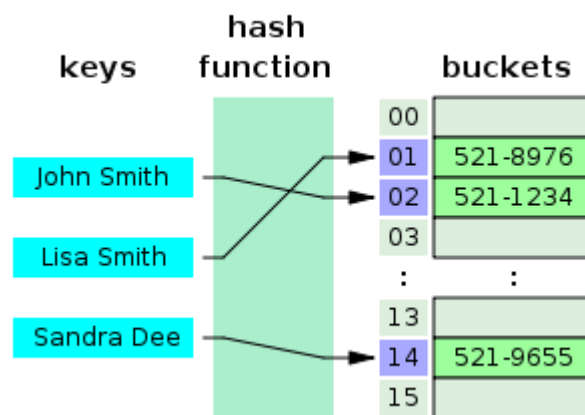 keys
hash
function
buckets
John Smith
Lisa Smith
Sandra Dee
00
01 521-8976
02 521-1234
03
: :
13
14 521-9655
15